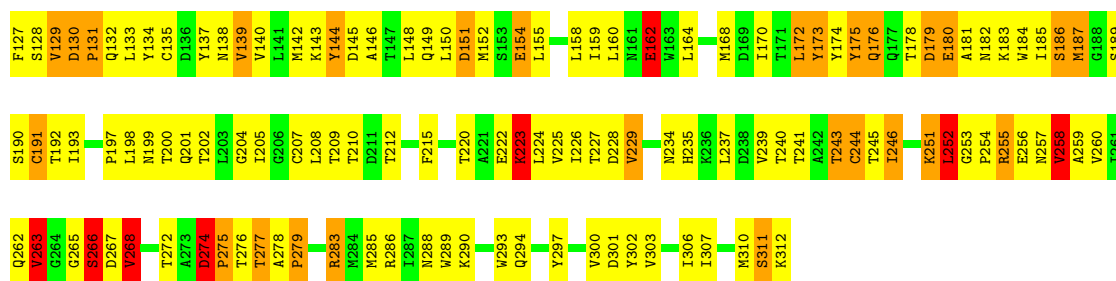 F127 S128 V129 D130 P131 Q132 L133 Y134 C135 D136 Y137 N138 V139 V140 L141 M142 K143 Y144 D145 A146 T147 L148 Q149 L150 D151 M152 S153 E154 L155 L158 I159 L160 N161 E162 W163 L164 M168 D169 I170 T171 L172 Y173 Y174 Y175 Q176 Q177 T178 D179 E180 A181 N182 K183 W184 I185 S186 M187 G188 S189
S190 C191 T192 I193 P197 L198 N199 T200 Q201 T202 L203 G204 I205 G206 C207 L208 T209 T210 D211 T212 F215 T220 A221 E222 K223 L224 V225 I226 T227 D228 V229 N234 H235 K236 L237 D238 V239 T240 T241 A242 T243 C244 T245 I246 K251 L252 G253 P254 R255 E256 N257 V258 A259 V260 I261
Q262 V263 G264 G265 S266 D267 V268 T272 A273 D274 P275 T276 T277 A278 P279 R283 M284 M285 R286 I287 N288 W289 K290 W293 Q294 Y297 V300 D301 Y302 V303 I306 I307 M310 S311 K312